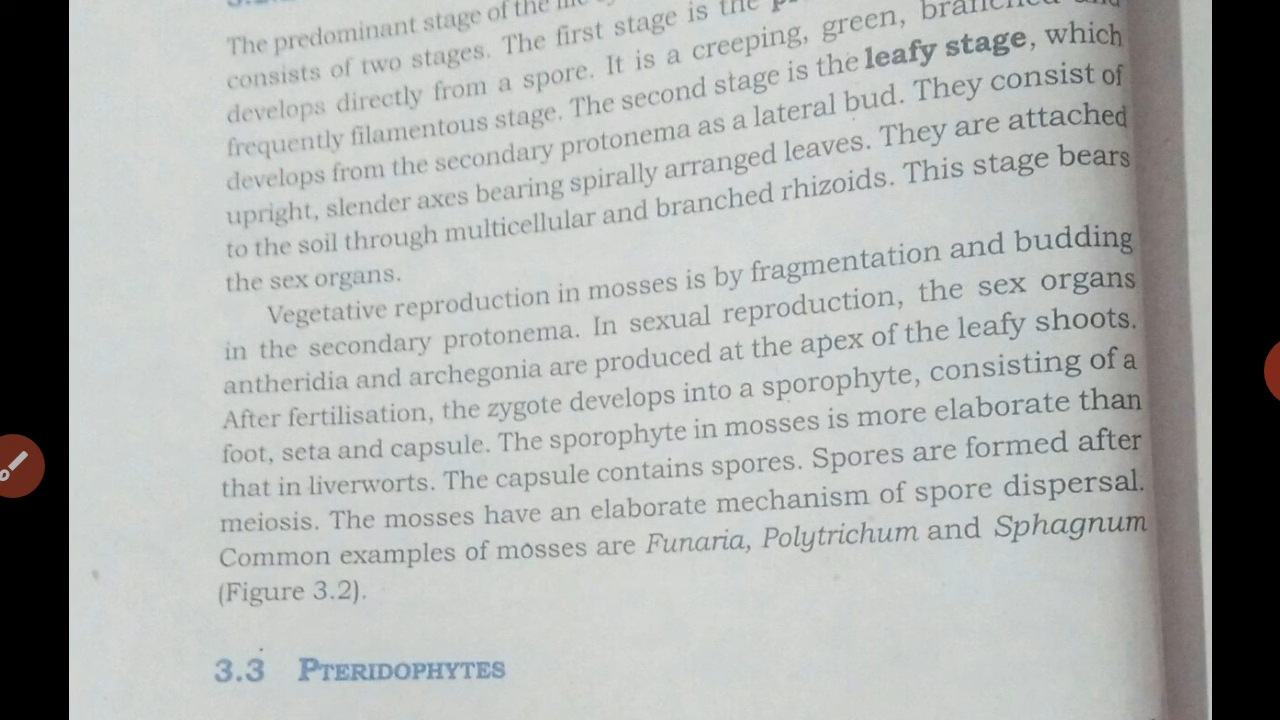 The predominant stage of the
consists of two stages. The first stage is the
develops directly from a spore. It is a creeping, green, branched and
frequently filamentous stage. The second stage is the leafy stage, which
develops from the secondary protonema as a lateral bud. They consist of
upright, slender axes bearing spirally arranged leaves. They are attached
to the soil through multicellular and branched rhizoids. This stage bears
the sex organs.
Vegetative reproduction in mosses is by fragmentation and budding
in the secondary protonema. In sexual reproduction, the sex organs
antheridia and archegonia are produced at the apex of the leafy shoots.
After fertilisation, the zygote develops into a sporophyte, consisting of a
foot, seta and capsule. The sporophyte in mosses is more elaborate than
that in liverworts. The capsule contains spores. Spores are formed after
meiosis. The mosses have an elaborate mechanism of spore dispersal.
Common examples of mosses are Funaria, Polytrichum and Sphagnum
(Figure 3.2).
3.3 PTERIDOPHYTES